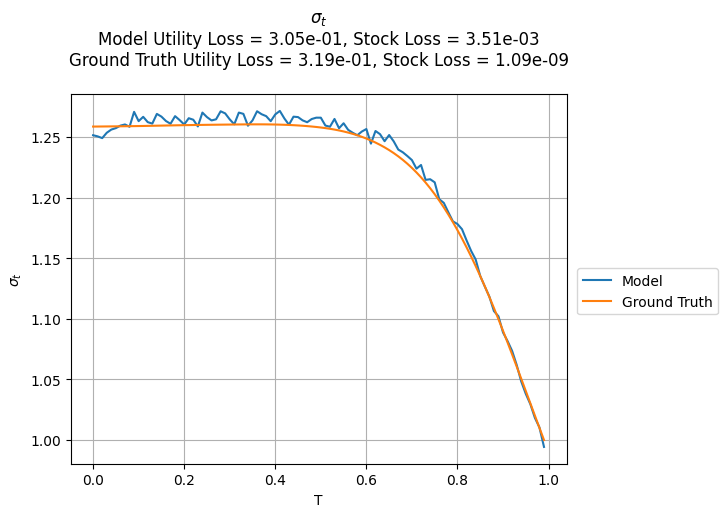 σt
Model Utility Loss = 3.05e-01, Stock Loss = 3.51e-03
Ground Truth Utility Loss = 3.19e-01, Stock Loss = 1.09e-09
1.25
1.20
1.15
1.10
1.05
1.00
σt
0.0 0.2 0.4 0.6 0.8 1.0
T
Model
Ground Truth